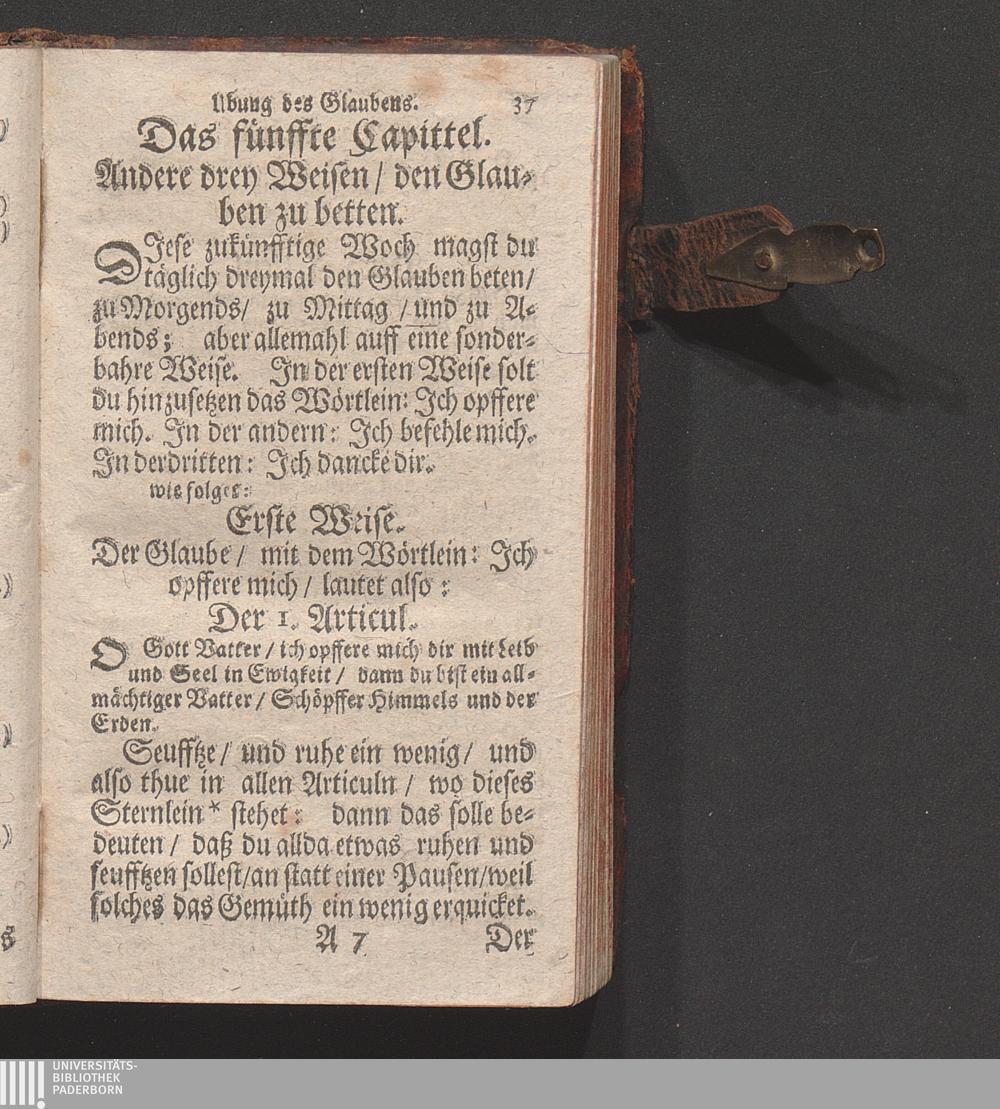 Ubung des Glaubens. 37
Das fünffte Capittel.
Andere drey Weisen / den Glau-
ben zu betten.
DIese zukünfftige Woch magst du
täglich dreymal den Glauben beten /
zu Morgends / zu Mittag / und zu A-
bends; aber allemahl auff eine sonder-
bahre Weise. In der ersten Weise solt
du hinzusetzen das Wörtlein: Ich opffere
mich. In der andern: Ich befehle mich.
In der dritten: Ich dancke dir.
wie folget:
Erste Weise.
Der Glaube / mit dem Wörtlein: Ich
opffere mich / lautet also:
Der 1. Articul.
O Gott Vatter / ich opffere mich dir mit Leib
und Seel in Ewigkeit / dann du bist ein all-
mächtiger Vatter / Schöpffer Himmels und der
Erden.
Seufftze / und ruhe ein wenig / und
also thue in allen Articuln / wo dieses
Sternlein * stehet: dann das solle be-
deuten / daß du allda etwas ruhen und
seufftzen sollest / an statt einer Pausen / weil
solches das Gemüth ein wenig erquicket.
A 7 Der
UNIVERSITÄTS-
BIBLIOTHEK
PADERBORN